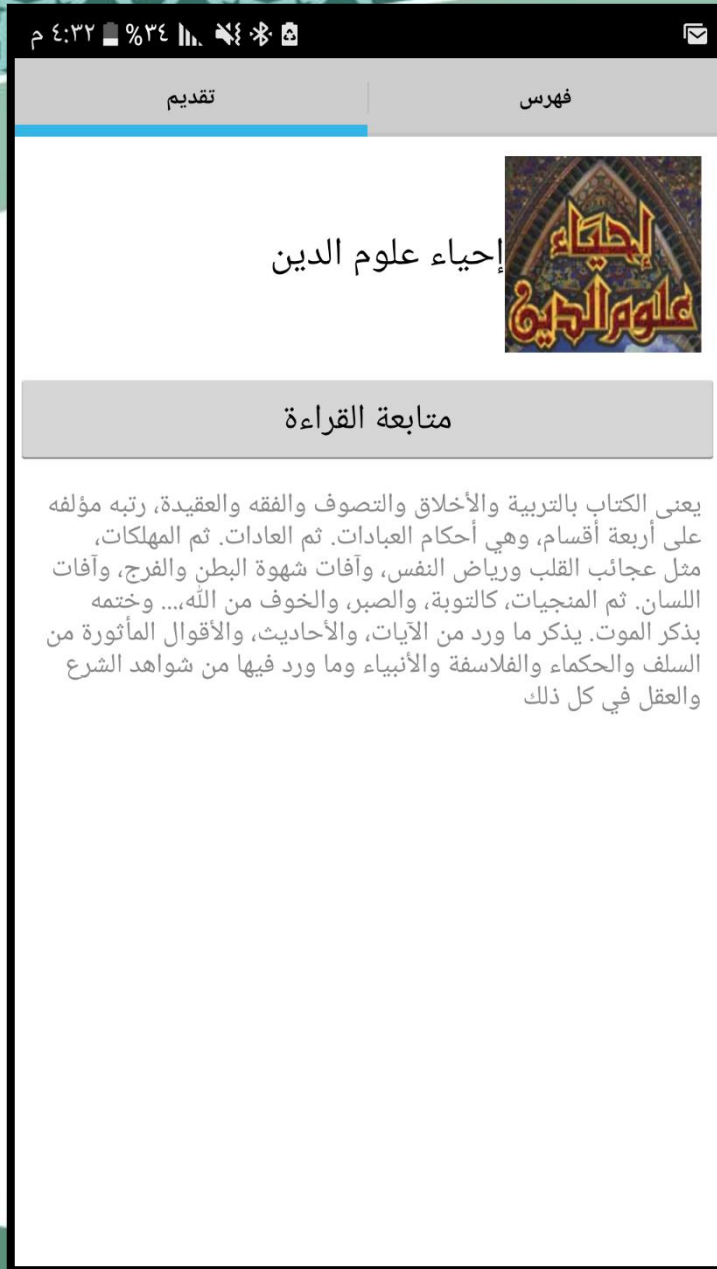 ٤:٣٢ م %٣٤
فهرس
تقديم
إحياء
علوم الدين
إحياء علوم الدين
متابعة القراءة
يعنى الكتاب بالتربية والأخلاق والتصوف والفقه والعقيدة، رتبه مؤلفه
على أربعة أقسام، وهي أحكام العبادات. ثم العادات. ثم المهلكات،
مثل عجائب القلب ورياض النفس، وآفات شهوة البطن والفرج، وآفات
اللسان. ثم المنجيات، كالتوبة، والصبر، والخوف من الله،... وختمه
بذكر الموت. يذكر ما ورد من الآيات، والأحاديث، والأقوال المأثورة من
السلف والحكماء والفلاسفة والأنبياء وما ورد فيها من شواهد الشرع
والعقل في كل ذلك